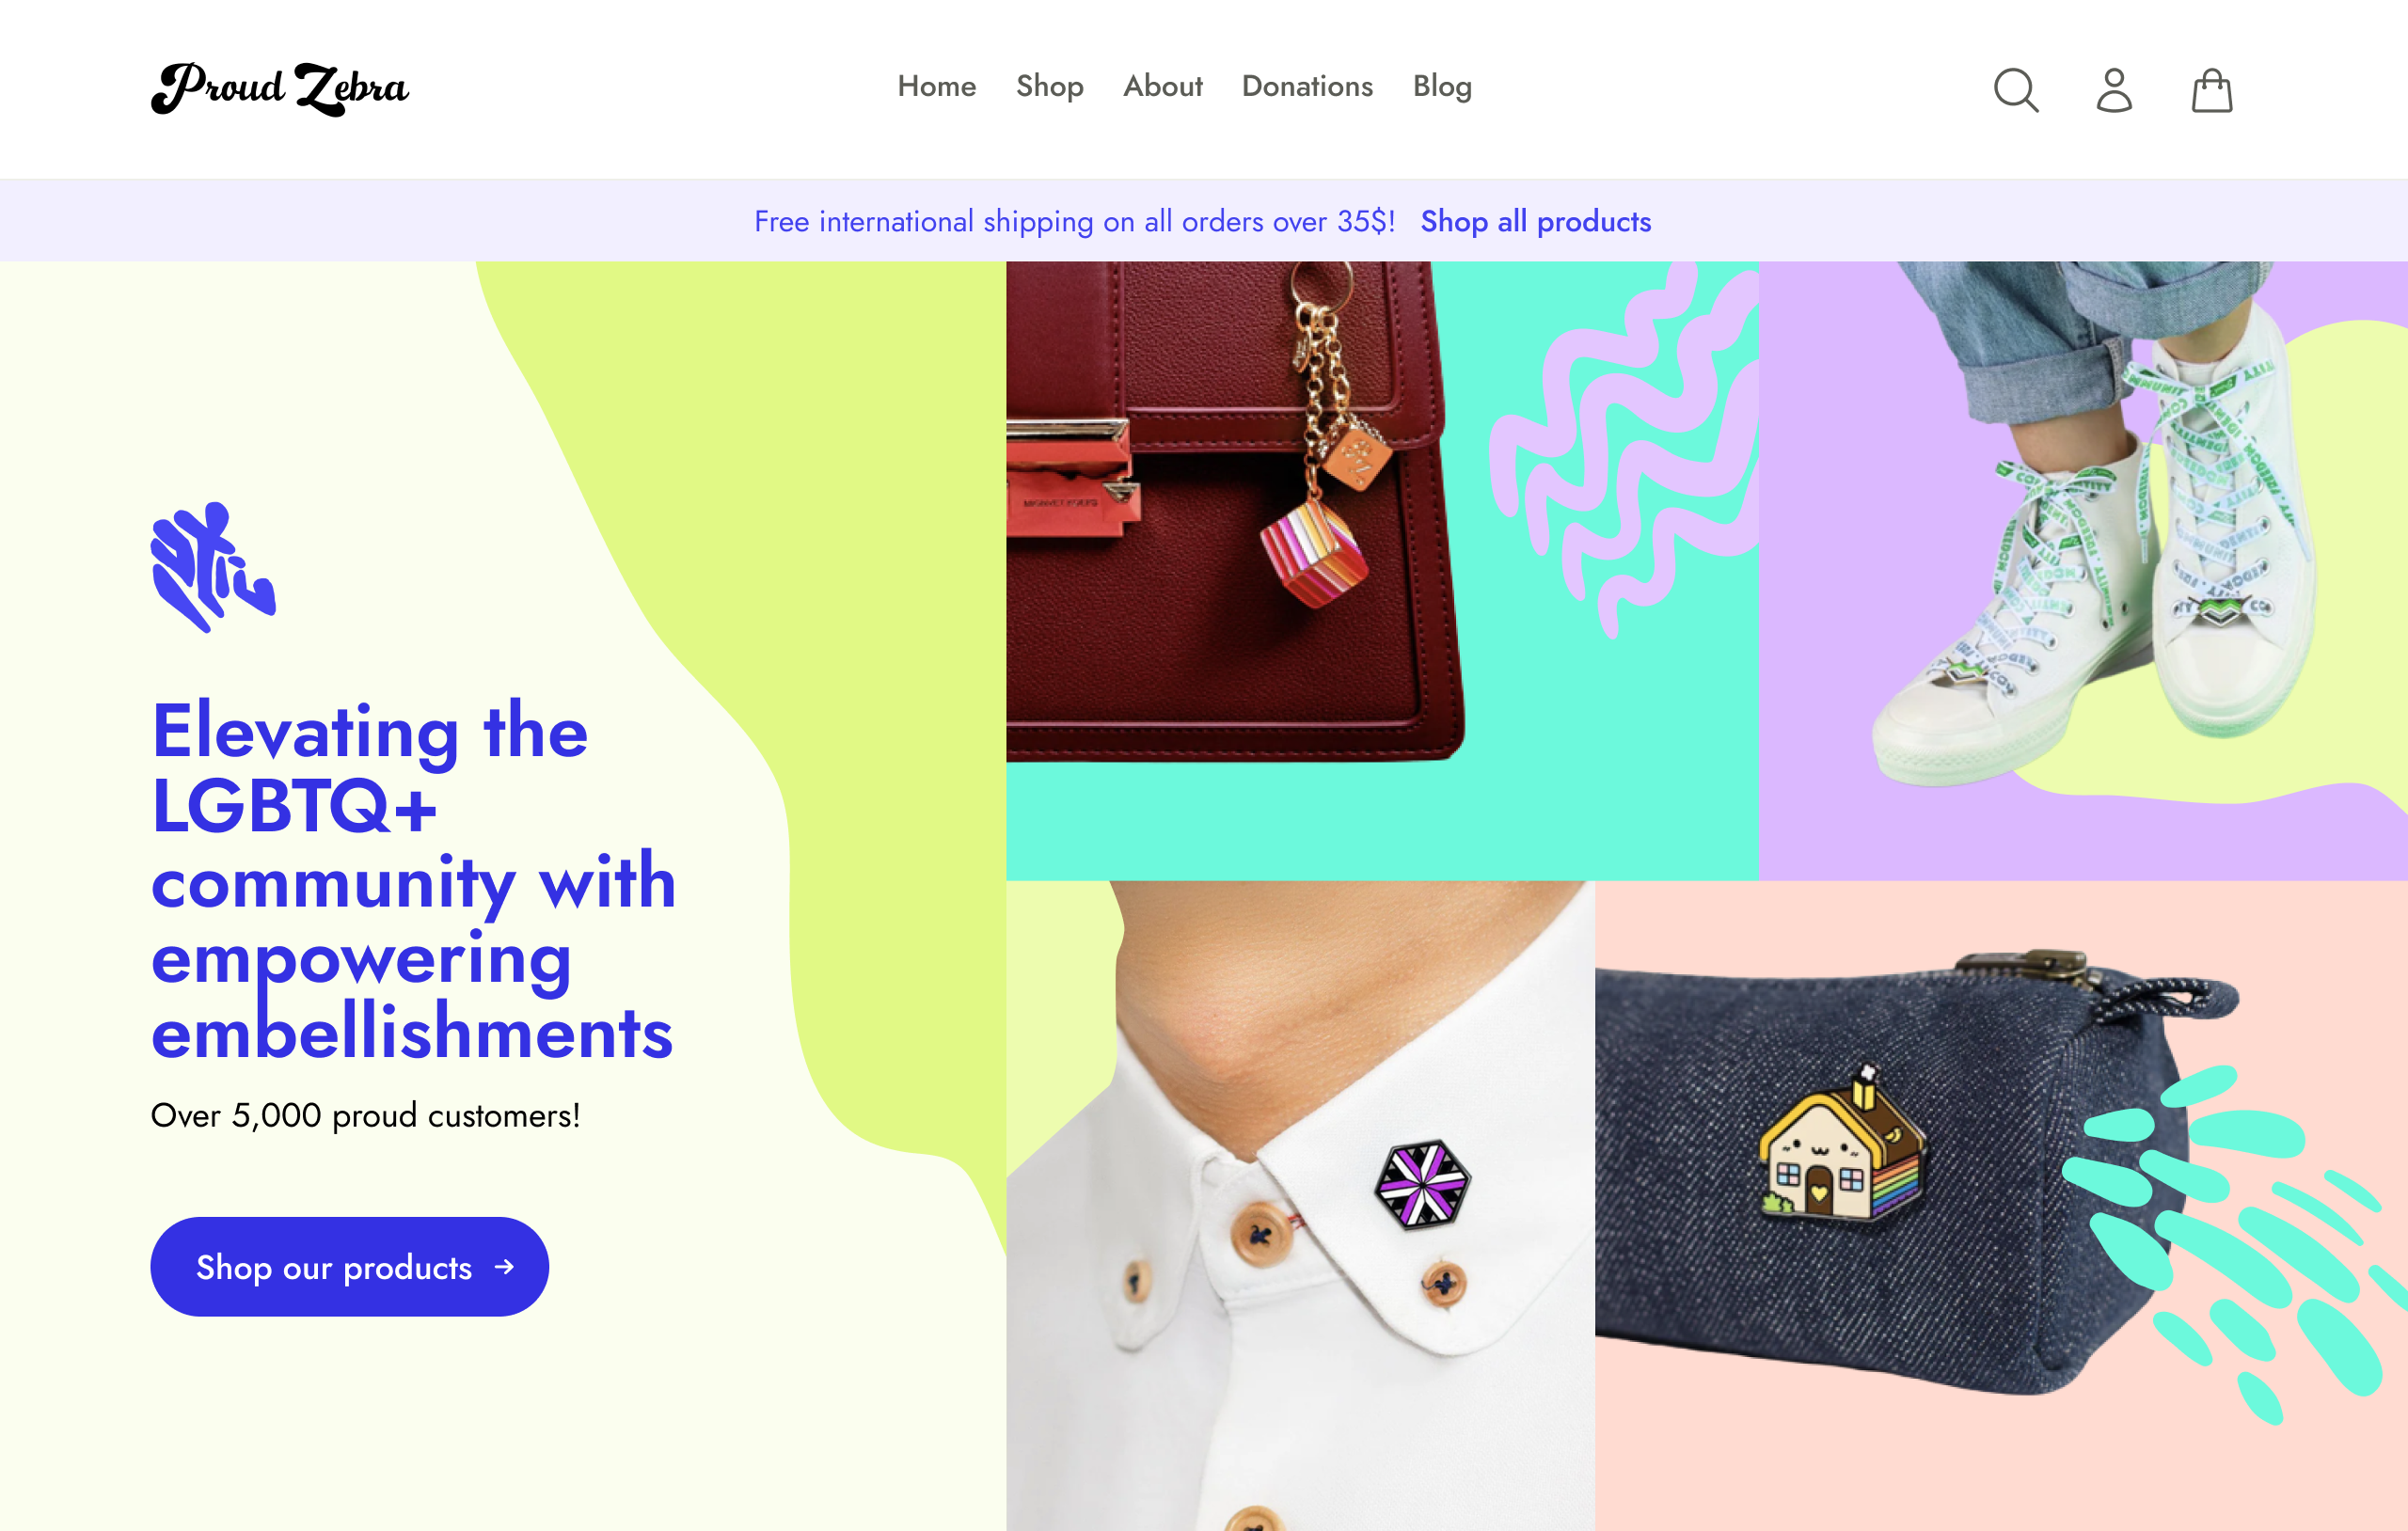 Proud Zebra
Home Shop About Donations Blog
Free international shipping on all orders over 35$! Shop all products
Elevating the
LGBTQ+
community with
empowering
embellishments
Over 5,000 proud customers!
Shop our products →